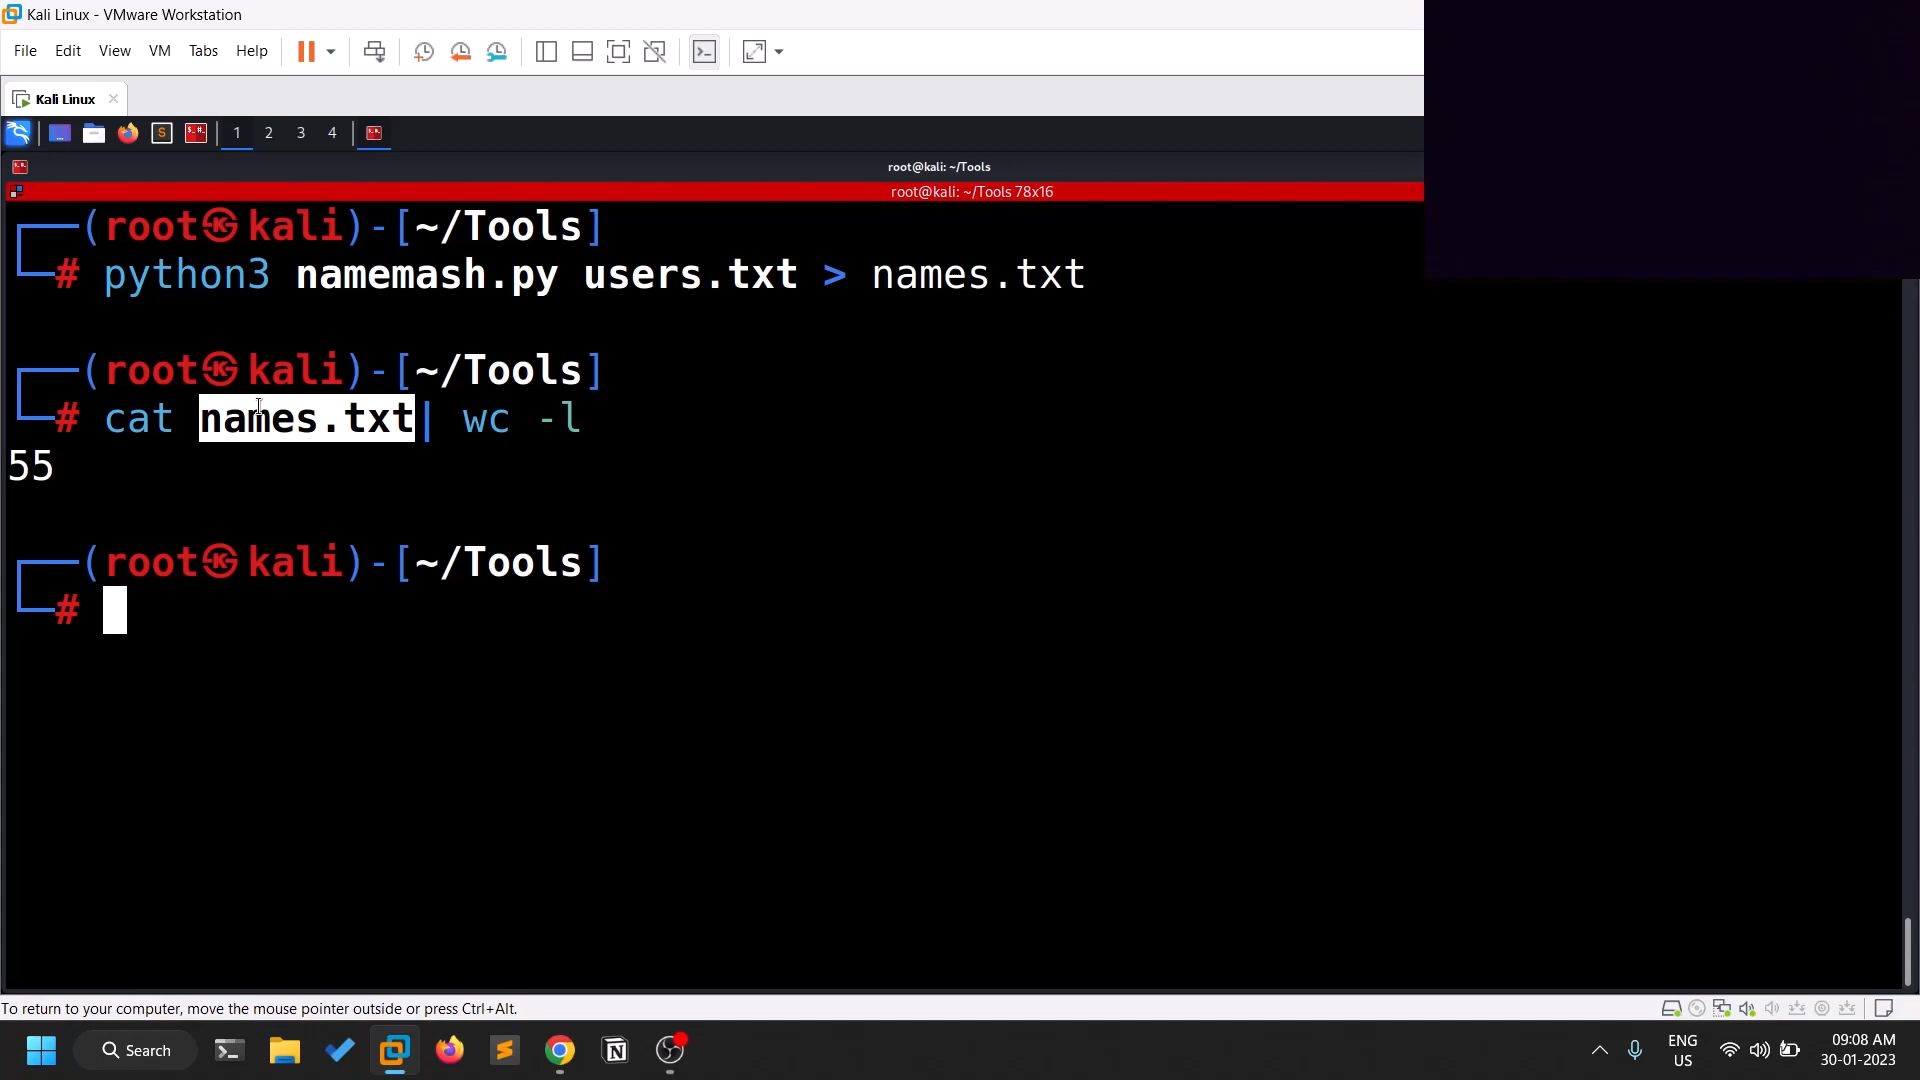 Kali Linux - VMware Workstation
File Edit View VM Tabs Help
Kali Linux
1 2 3 4
root@kali: ~/Tools
root@kali: ~/Tools 78x16
┌──(root㉿kali)-[~/Tools]
└─# python3 namemash.py users.txt > names.txt
┌──(root㉿kali)-[~/Tools]
└─# cat names.txt| wc -l
55
┌──(root㉿kali)-[~/Tools]
└─#
To return to your computer, move the mouse pointer outside or press Ctrl+Alt.
Search
ENG
US
09:08 AM
30-01-2023